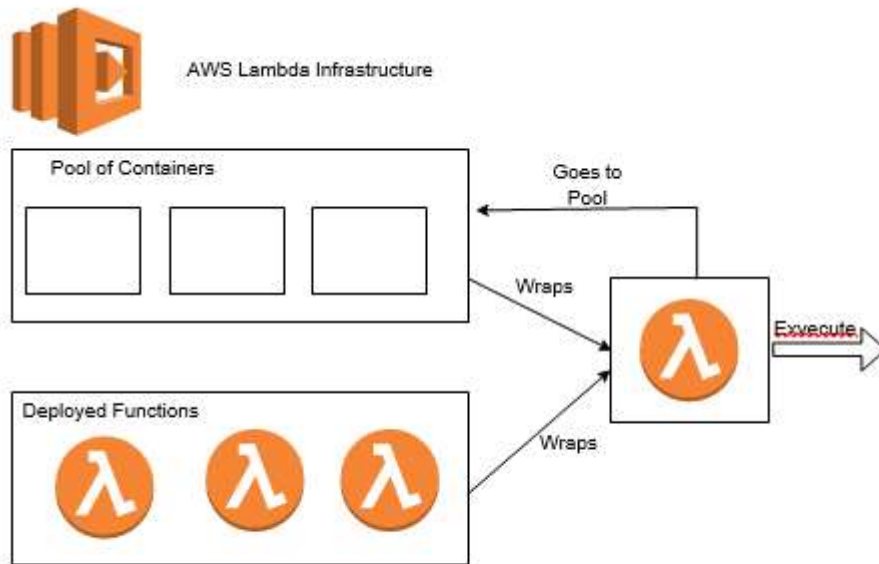 AWS Lambda Infrastructure
Pool of Containers
Goes to
Pool
Wraps
Exvecute
Deployed Functions
Wraps